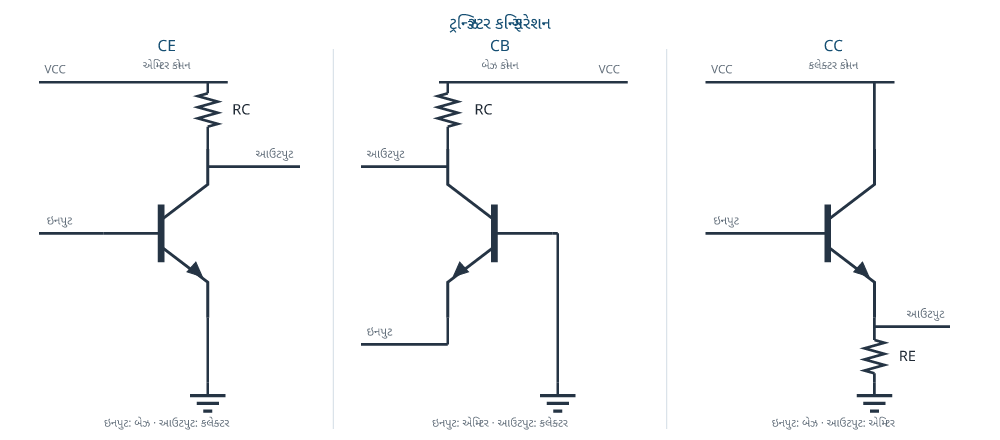 ટ્રાન્ઝિસ્ટર કન્ફિગરેશન
CE
એમિટર કોમન
VCC
RC
આઉટપુટ
ઇનપુટ
ઇનપુટ: બેઝ · આઉટપુટ: કલેક્ટર
CB
બેઝ કોમન
VCC
RC
આઉટપુટ
ઇનપુટ
ઇનપુટ: એમિટર · આઉટપુટ: કલેક્ટર
CC
કલેક્ટર કોમન
VCC
ઇનપુટ
આઉટપુટ
RE
ઇનપુટ: બેઝ · આઉટપુટ: એમિટર